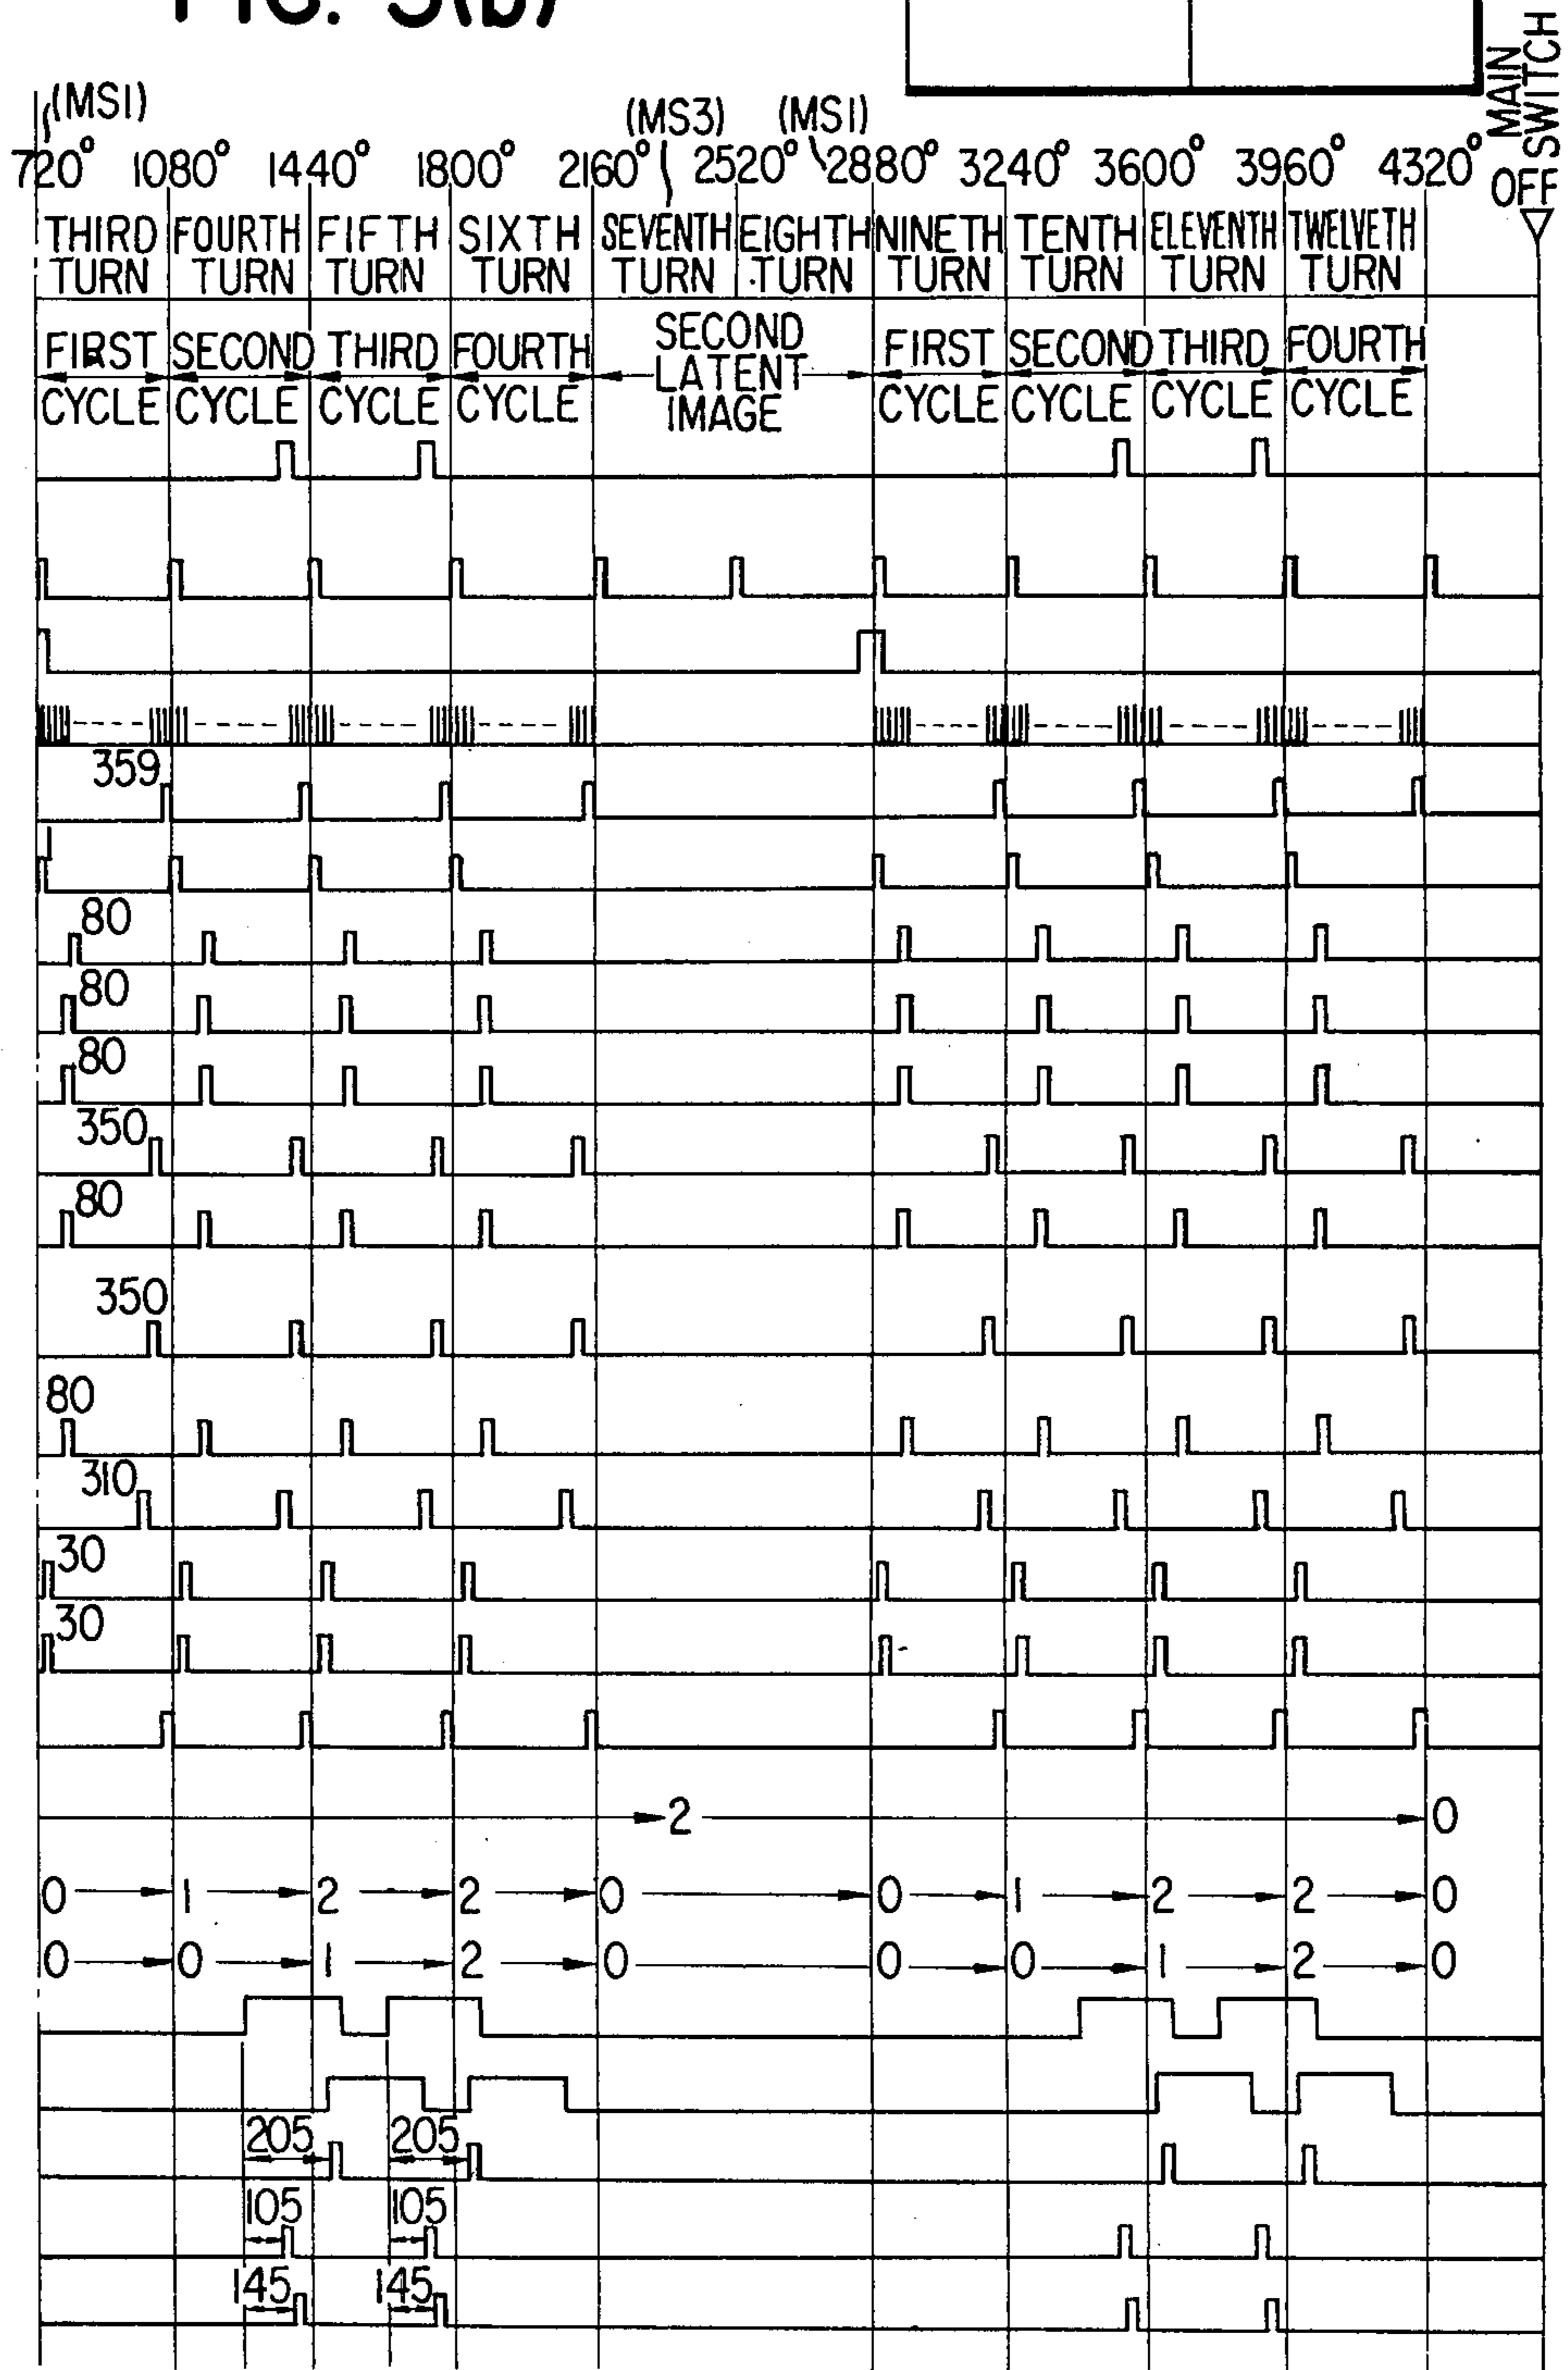 FIG. 5(b)
MAIN SWITCH OFF
(MS1) (MS3) (MS1)
720° 1080° 1440° 1800° 2160° 2520° 2880° 3240° 3600° 3960° 4320°
THIRD TURN FOURTH TURN FIFTH TURN SIXTH TURN SEVENTH TURN EIGHTH TURN NINETH TURN TENTH TURN ELEVENTH TURN TWELVETH TURN
FIRST CYCLE SECOND CYCLE THIRD CYCLE FOURTH CYCLE SECOND LATENT IMAGE FIRST CYCLE SECOND CYCLE THIRD CYCLE FOURTH CYCLE
359
1
80
80
80
350
80
350
80
310
30
30
2 0
0 1 2 2 0 0 1 2 2 0
0 0 1 2 0 0 0 1 2 0
205 205
105 105
145 145